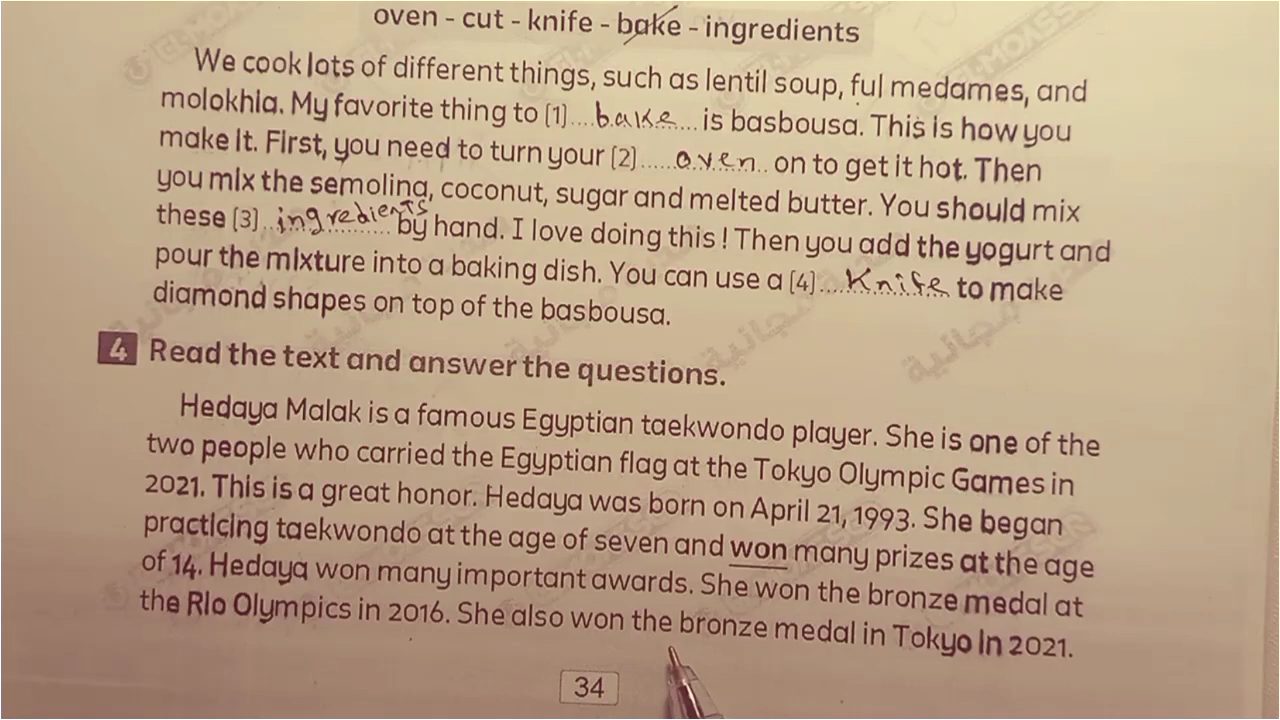 oven - cut - knife - bake - ingredients
We cook lots of different things, such as lentil soup, ful medames, and
molokhia. My favorite thing to (1) ... bake ... is basbousa. This is how you
make it. First, you need to turn your (2) ..... oven .. on to get it hot. Then
you mix the semolina, coconut, sugar and melted butter. You should mix
these (3) .. ingredients ... by hand. I love doing this ! Then you add the yogurt and
pour the mixture into a baking dish. You can use a (4) .... Knife to make
diamond shapes on top of the basbousa.
4 Read the text and answer the questions.
Hedaya Malak is a famous Egyptian taekwondo player. She is one of the
two people who carried the Egyptian flag at the Tokyo Olympic Games in
2021. This is a great honor. Hedaya was born on April 21, 1993. She began
practicing taekwondo at the age of seven and won many prizes at the age
of 14. Hedaya won many important awards. She won the bronze medal at
the Rio Olympics in 2016. She also won the bronze medal in Tokyo in 2021.
34